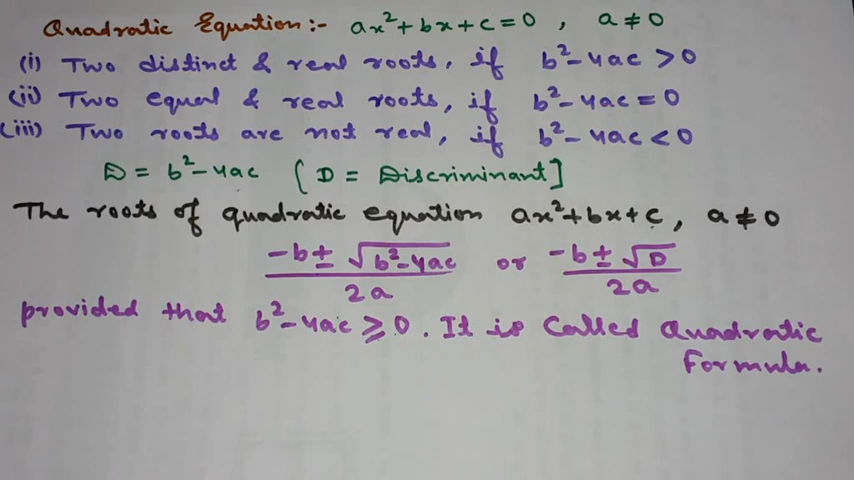 Quadratic Equation:- ax²+bx+c=0, a≠0
(i) Two distinct & real roots, if b²-4ac >0
(ii) Two equal & real roots, if b²-4ac =0
(iii) Two roots are not real, if b²-4ac <0
D= b²-4ac [D = Discriminant]
The roots of quadratic equation ax²+bx+c, a≠0
-b±√b²-4ac / 2a or -b±√D / 2a
provided that b²-4ac ≥0. It is Called Quadratic
Formula.